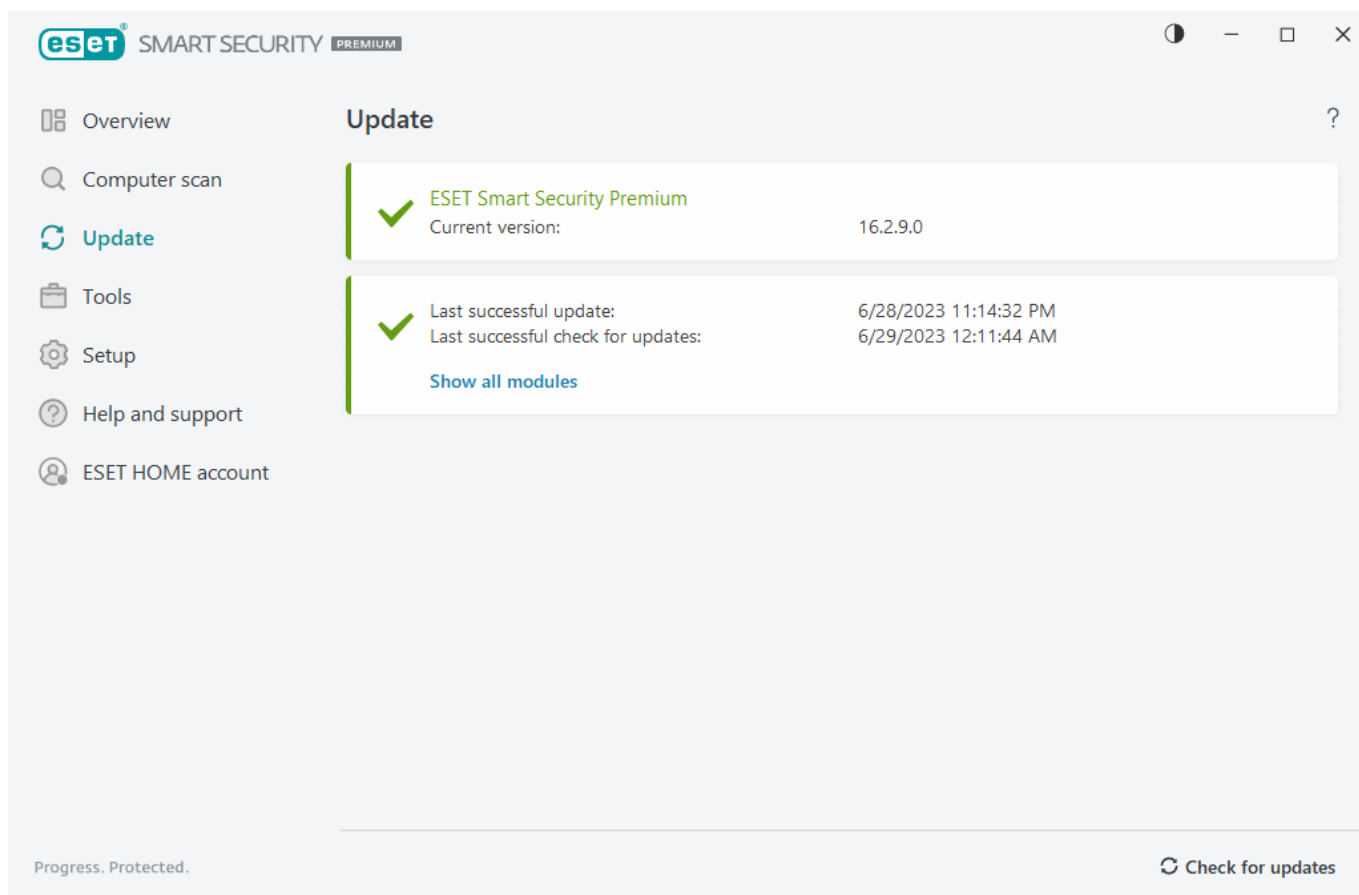 eset® SMART SECURITY PREMIUM
Overview
Computer scan
Update
Tools
Setup
Help and support
ESET HOME account
Update
?
ESET Smart Security Premium
Current version: 16.2.9.0
Last successful update: 6/28/2023 11:14:32 PM
Last successful check for updates: 6/29/2023 12:11:44 AM
Show all modules
Progress. Protected.
Check for updates